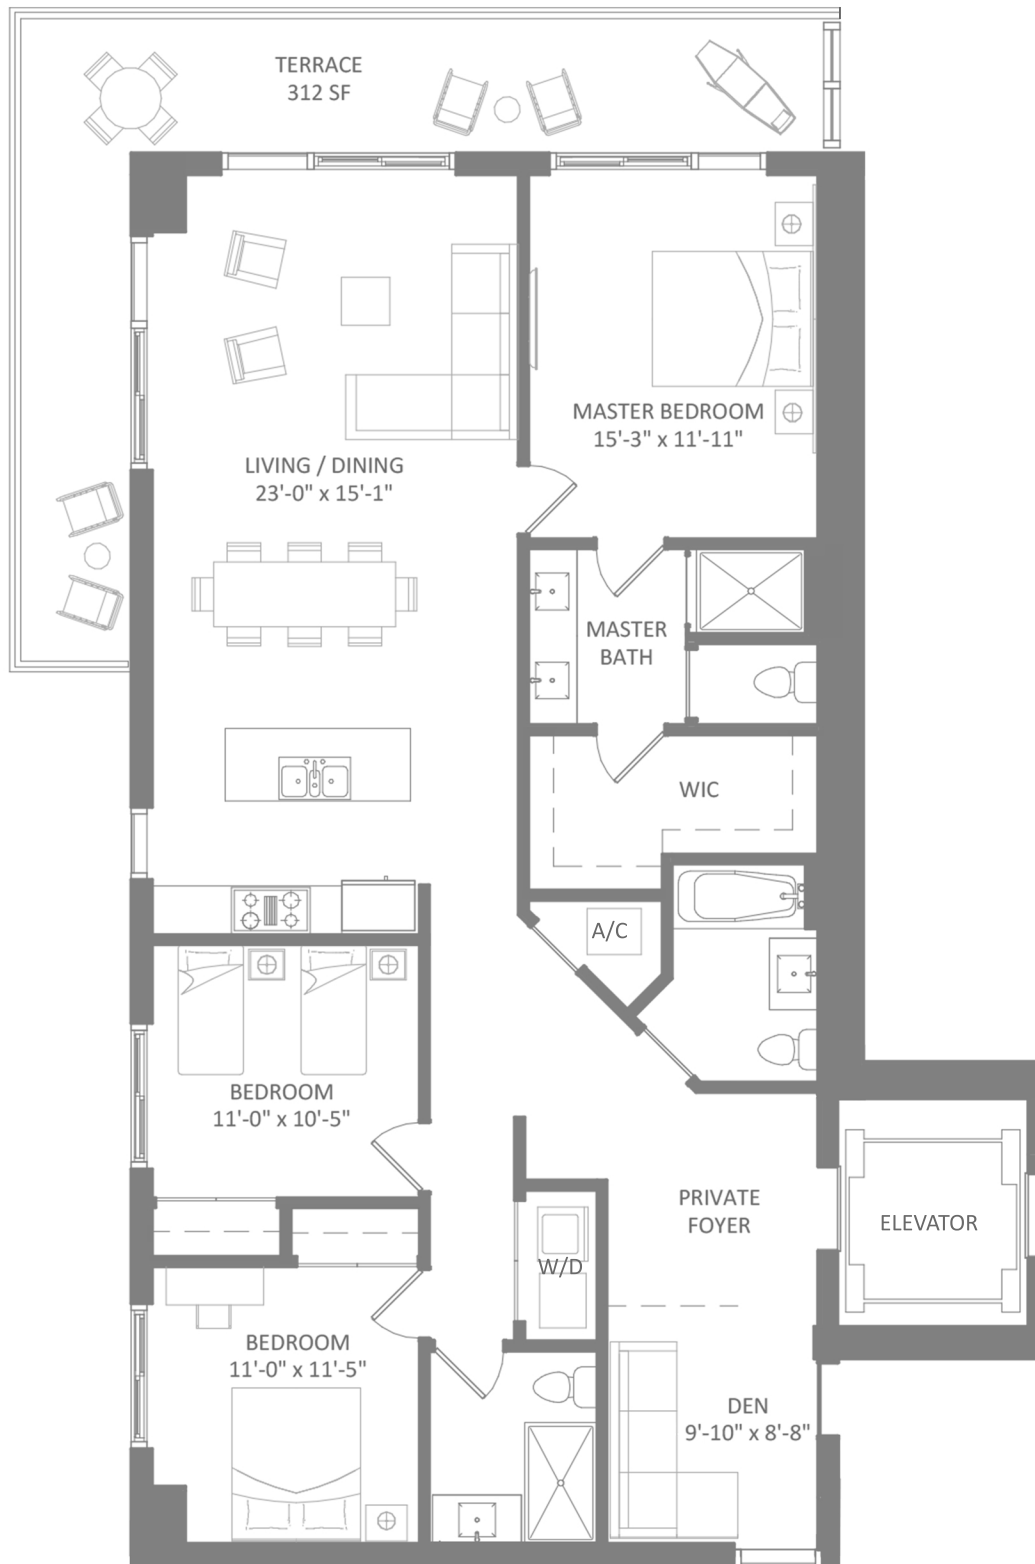 TERRACE
312 SF
MASTER BEDROOM
15'-3" x 11'-11"
LIVING / DINING
23'-0" x 15'-1"
MASTER
BATH
WIC
A/C
BEDROOM
11'-0" x 10'-5"
PRIVATE
FOYER
ELEVATOR
W/D
BEDROOM
11'-0" x 11'-5"
DEN
9'-10" x 8'-8"